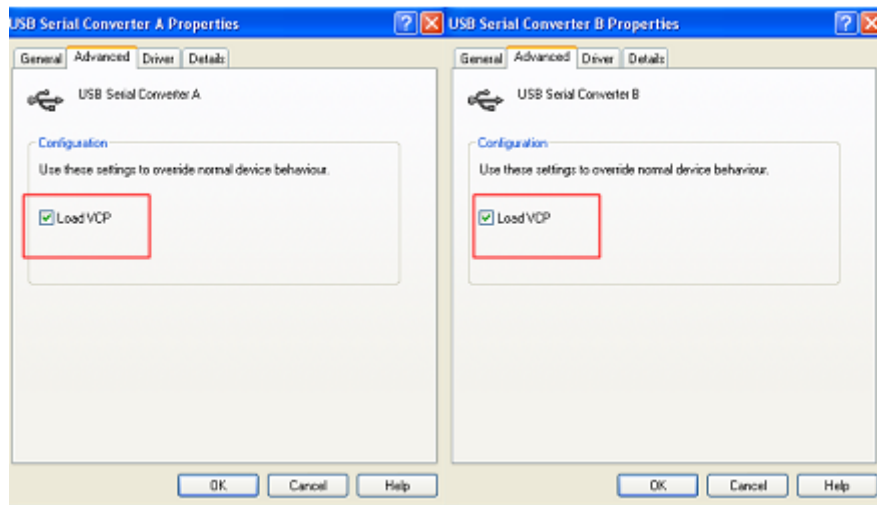 USB Serial Converter A Properties
General Advanced Driver Details
USB Serial Converter A
Configuration
Use these settings to override normal device behaviour.
Load VCP
OK Cancel Help
USB Serial Converter B Properties
General Advanced Driver Details
USB Serial Converter B
Configuration
Use these settings to override normal device behaviour.
Load VCP
OK Cancel Help